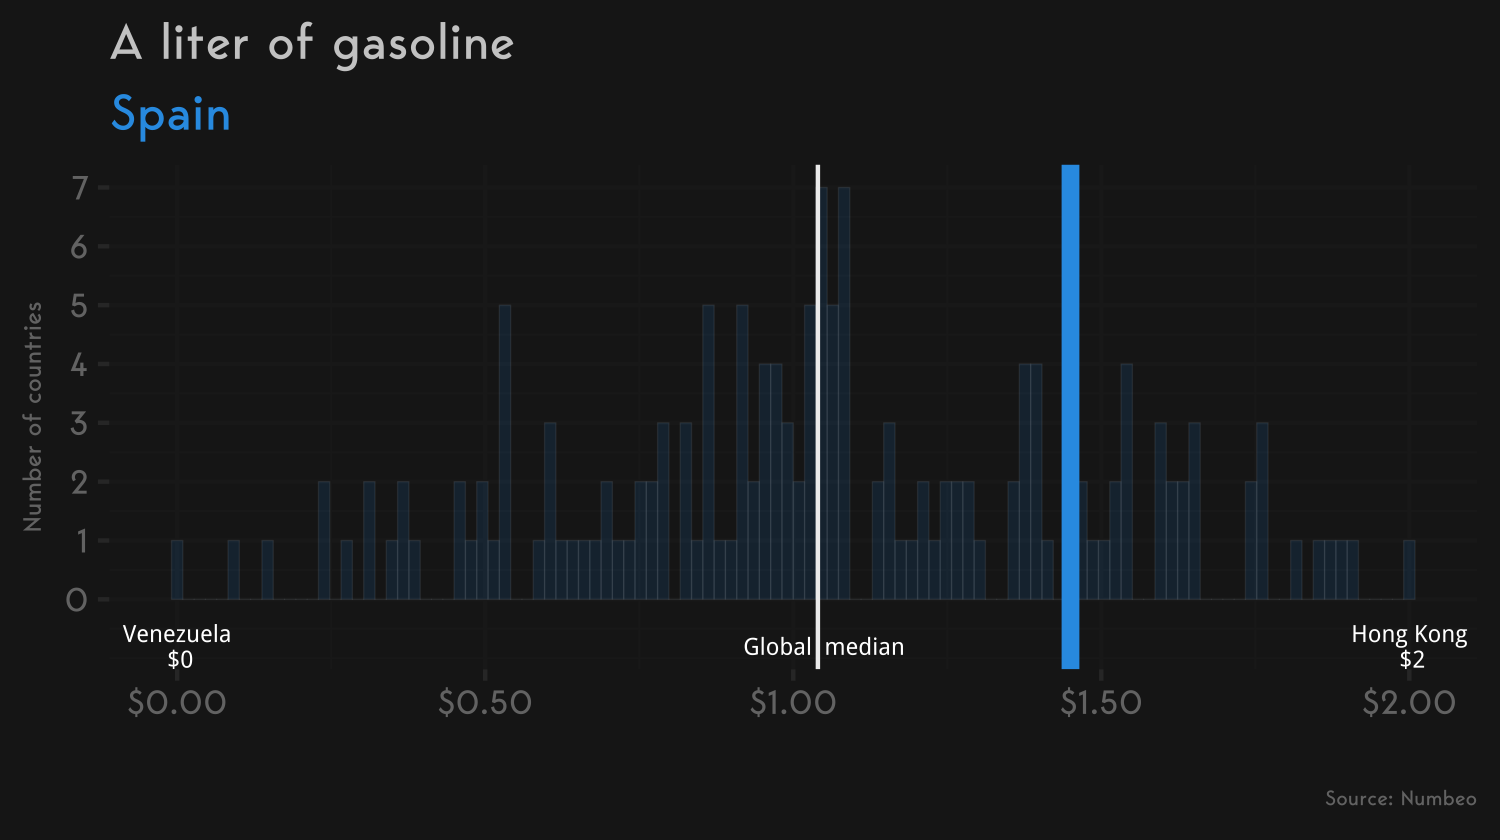 A liter of gasoline
Spain
Number of countries
7
6
5
4
3
2
1
0
Venezuela
$0
Global median
Hong Kong
$2
$0.00 $0.50 $1.00 $1.50 $2.00
Source: Numbeo